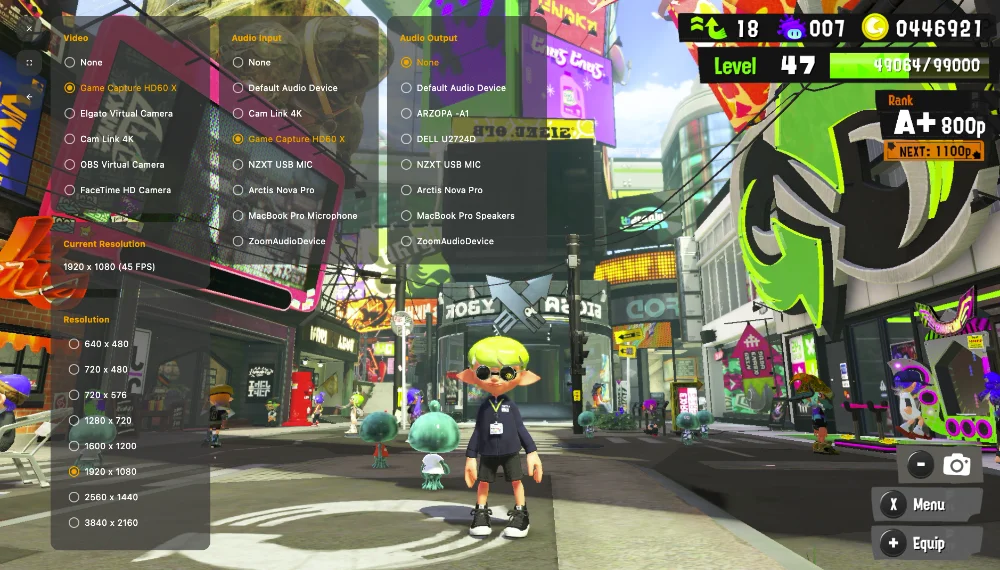 Video
None
Game Capture HD60 X
Elgato Virtual Camera
Cam Link 4K
OBS Virtual Camera
FaceTime HD Camera
Current Resolution
1920 x 1080 (45 FPS)
Resolution
640 x 480
720 x 480
720 x 576
1280 x 720
1600 x 1200
1920 x 1080
2560 x 1440
3840 x 2160
Audio Input
None
Default Audio Device
Cam Link 4K
Game Capture HD60 X
NZXT USB MIC
Arctis Nova Pro
MacBook Pro Microphone
ZoomAudioDevice
Audio Output
None
Default Audio Device
ARZOPA -A1
DELL U2724D
NZXT USB MIC
Arctis Nova Pro
MacBook Pro Speakers
ZoomAudioDevice
18 007 0446921
Level 47 49064/99000
Rank
A+ 800p
NEXT: 1100p
-
X Menu
+ Equip